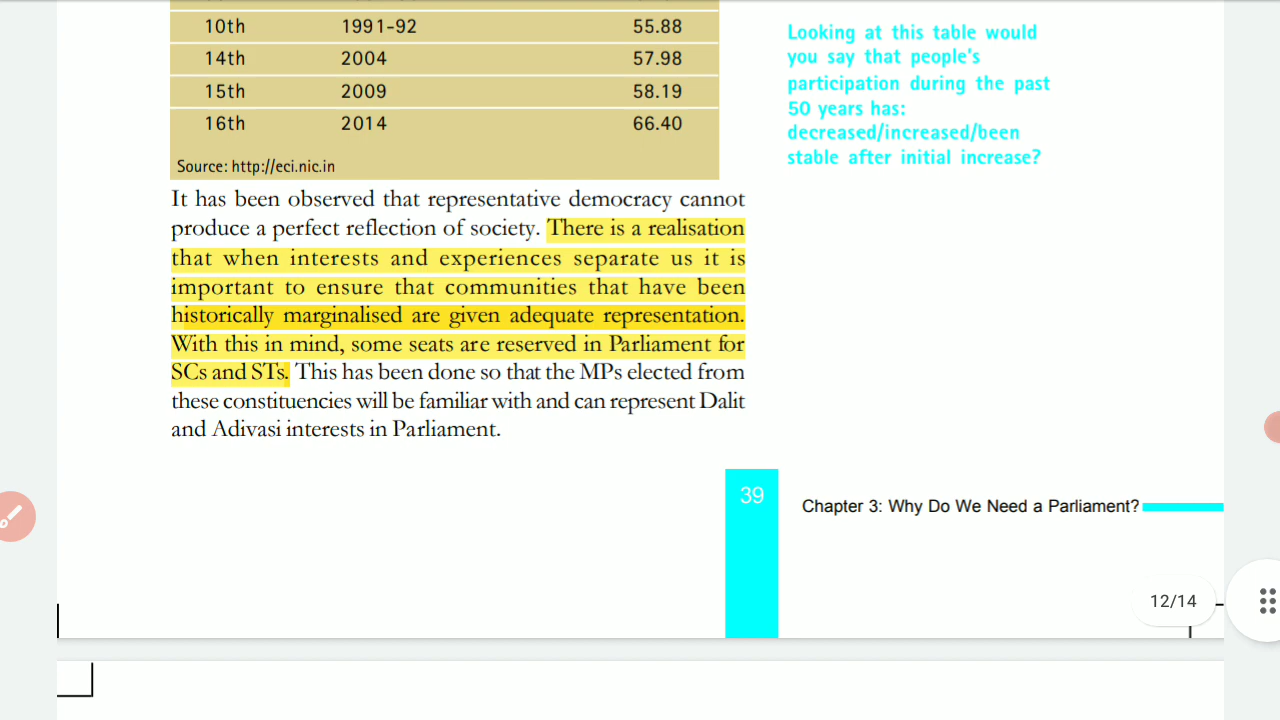 10th 1991-92 55.88
14th 2004 57.98
15th 2009 58.19
16th 2014 66.40
Source: http://eci.nic.in
Looking at this table would
you say that people's
participation during the past
50 years has:
decreased/increased/been
stable after initial increase?
It has been observed that representative democracy cannot
produce a perfect reflection of society. There is a realisation
that when interests and experiences separate us it is
important to ensure that communities that have been
historically marginalised are given adequate representation.
With this in mind, some seats are reserved in Parliament for
SCs and STs. This has been done so that the MPs elected from
these constituencies will be familiar with and can represent Dalit
and Adivasi interests in Parliament.
39
Chapter 3: Why Do We Need a Parliament?
12/14